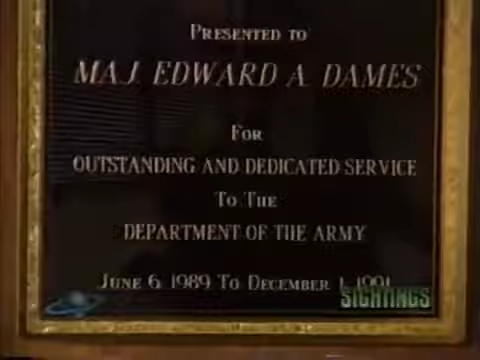 PRESENTED TO
MAJ. EDWARD A. DAMES
FOR
OUTSTANDING AND DEDICATED SERVICE
TO THE
DEPARTMENT OF THE ARMY
JUNE 6, 1989 TO DECEMBER 1, 1991
SIGHTINGS